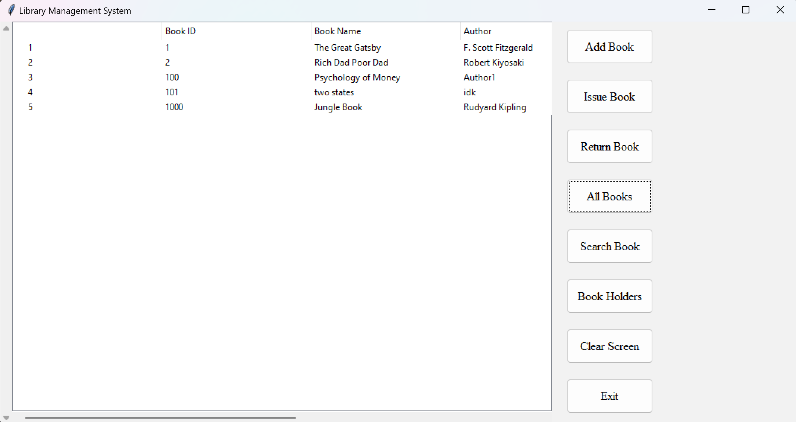 Library Management System
Book ID Book Name Author
1 1 The Great Gatsby F. Scott Fitzgerald
2 2 Rich Dad Poor Dad Robert Kiyosaki
3 100 Psychology of Money Author1
4 101 two states idk
5 1000 Jungle Book Rudyard Kipling
Add Book
Issue Book
Return Book
All Books
Search Book
Book Holders
Clear Screen
Exit